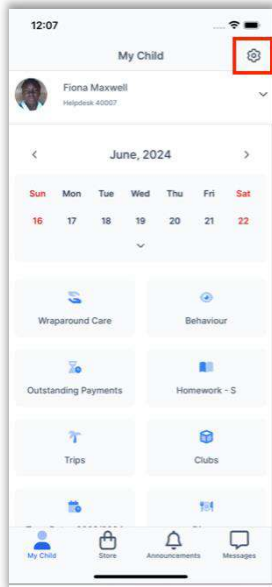 12:07
My Child
Fiona Maxwell
Helpdesk 40007
June, 2024
Sun Mon Tue Wed Thu Fri Sat
16 17 18 19 20 21 22
Wraparound Care Behaviour
Outstanding Payments Homework - S
Trips Clubs
My Child Store Announcements Messages